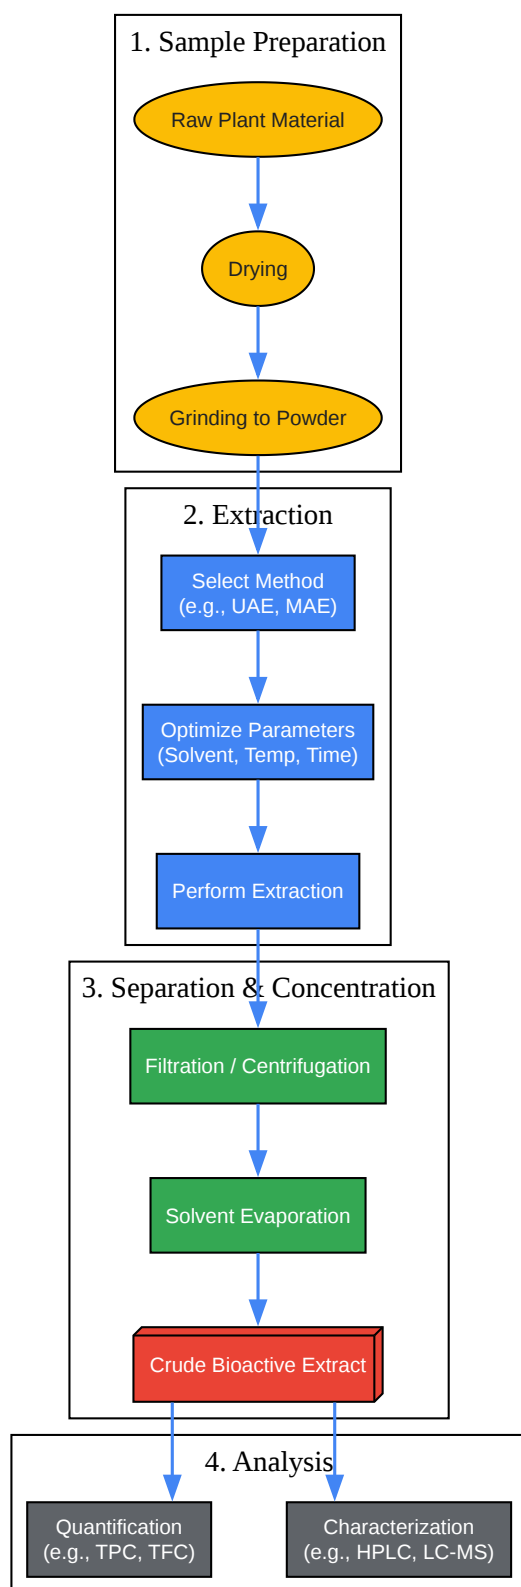 1. Sample Preparation
Raw Plant Material
Drying
Grinding to Powder
2. Extraction
Select Method
(e.g., UAE, MAE)
Optimize Parameters
(Solvent, Temp, Time)
Perform Extraction
3. Separation & Concentration
Filtration / Centrifugation
Solvent Evaporation
Crude Bioactive Extract
4. Analysis
Quantification
(e.g., TPC, TFC)
Characterization
(e.g., HPLC, LC-MS)